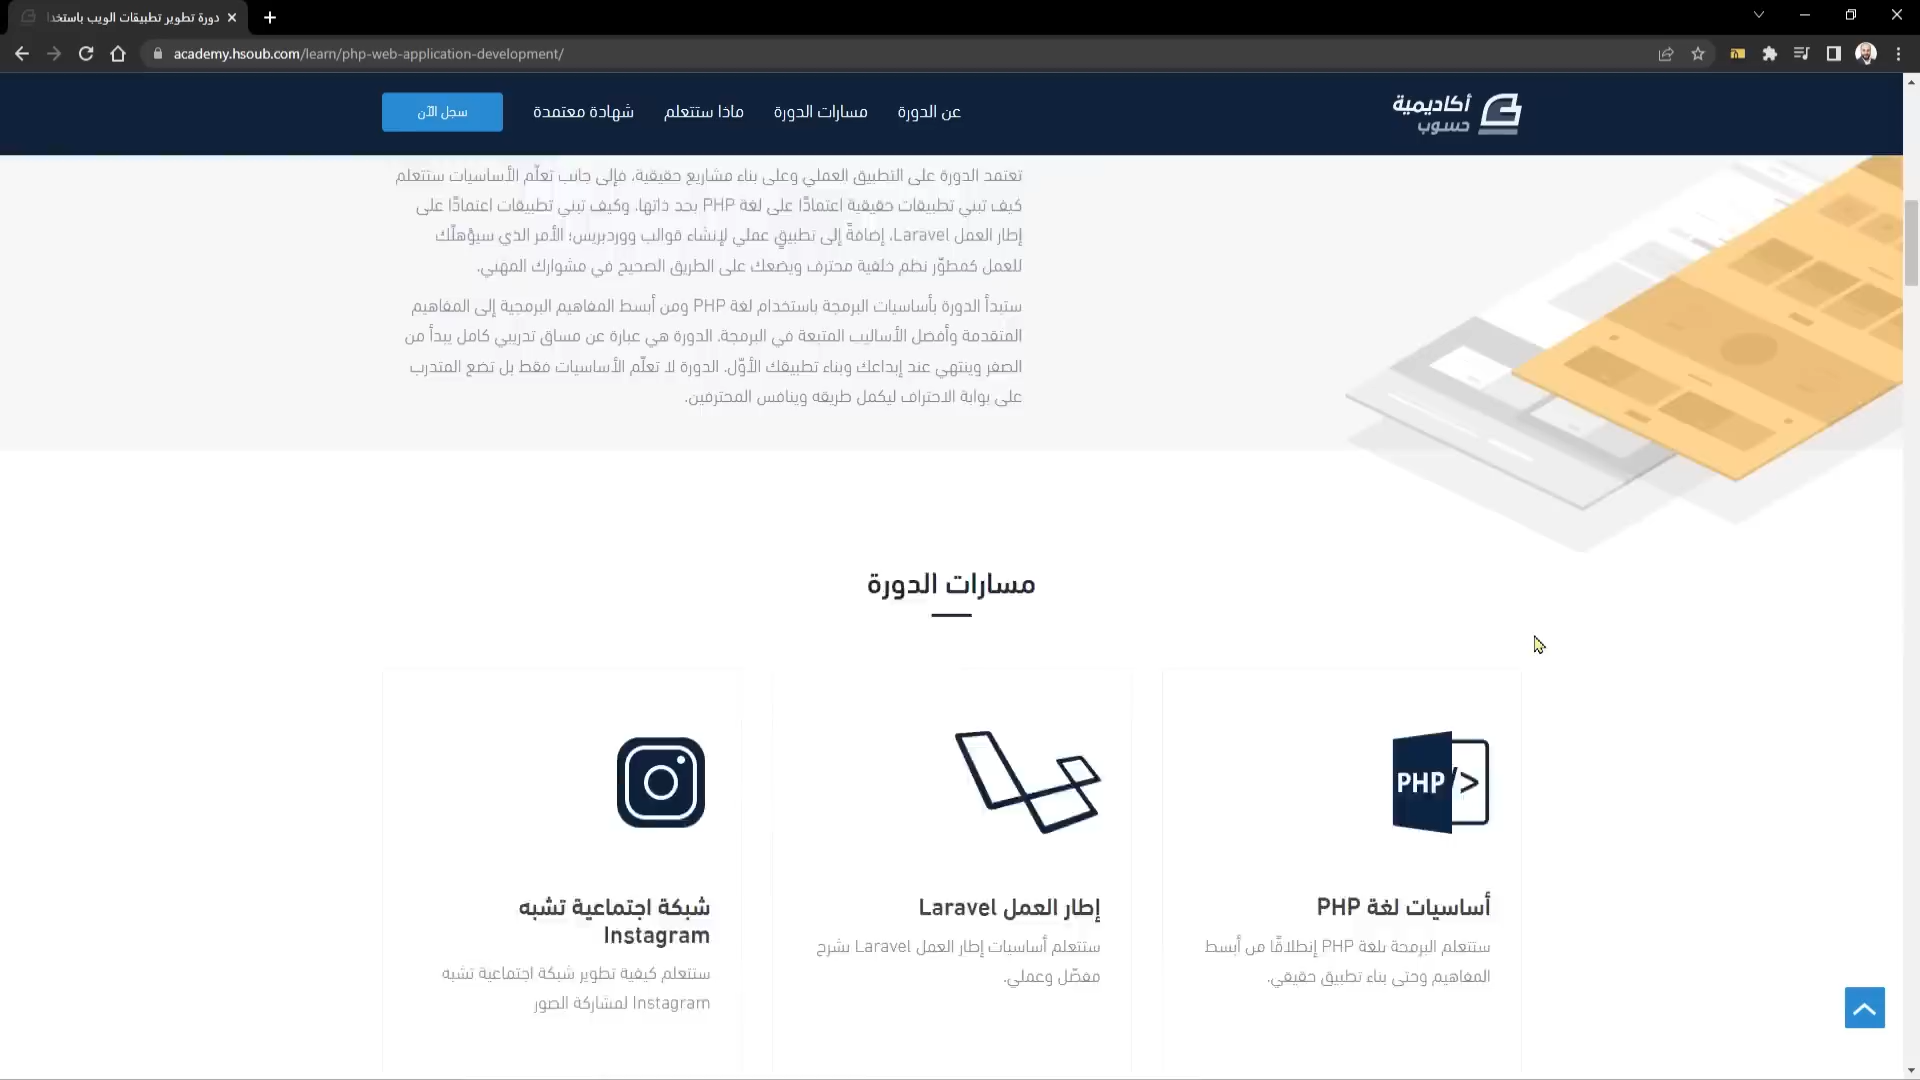 دورة تطوير تطبيقات الويب باستخدا
academy.hsoub.com/learn/php-web-application-development/
أكاديمية
حسوب
عن الدورة
مسارات الدورة
ماذا ستتعلم
شهادة معتمدة
سجل الآن
تعتمد الدورة على التطبيق العملي وعلى بناء مشاريع حقيقية، فإلى جانب تعلّم الأساسيات ستتعلم
كيف تبني تطبيقات حقيقية اعتمادًا على لغة PHP بحد ذاتها، وكيف تبني تطبيقات اعتمادًا على
إطار العمل Laravel، إضافةً إلى تطبيق عملي لإنشاء قوالب ووردبريس؛ الأمر الذي سيؤهلك
للعمل كمطوّر نظم خلفية محترف ويضعك على الطريق الصحيح في مشوارك المهني.
ستبدأ الدورة بأساسيات البرمجة باستخدام لغة PHP ومن أبسط المفاهيم البرمجية إلى المفاهيم
المتقدمة وأفضل الأساليب المتبعة في البرمجة. الدورة هي عبارة عن مساق تدريبي كامل يبدأ من
الصفر وينتهي عند إبداعك وبناء تطبيقك الأوّل. الدورة لا تعلّم الأساسيات فقط بل تضع المتدرب
على بوابة الاحتراف ليكمل طريقه وينافس المحترفين.
مسارات الدورة
PHP
أساسيات لغة PHP
ستتعلم البرمجة بلغة PHP إنطلاقًا من أبسط
المفاهيم وحتى بناء تطبيق حقيقي.
إطار العمل Laravel
ستتعلم أساسيات إطار العمل Laravel بشرح
مفصّل وعملي.
شبكة اجتماعية تشبه
Instagram
ستتعلم كيفية تطوير شبكة اجتماعية تشبه
Instagram لمشاركة الصور